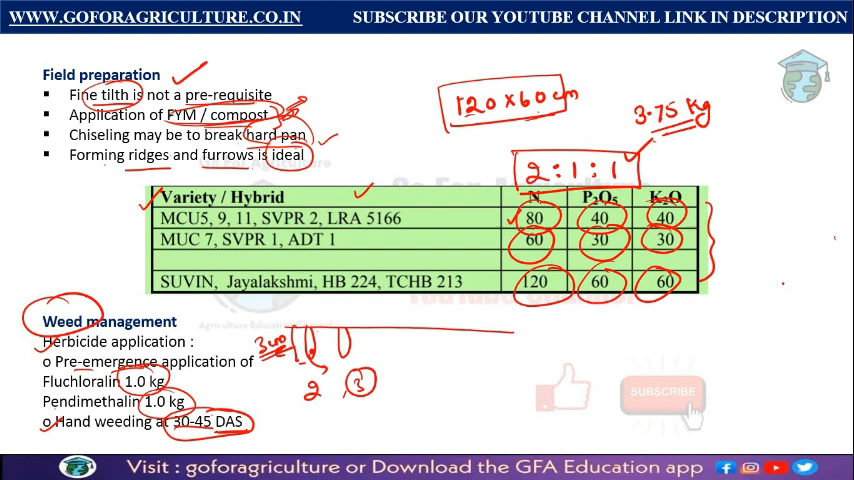 WWW.GOFORAGRICULTURE.CO.IN
SUBSCRIBE OUR YOUTUBE CHANNEL LINK IN DESCRIPTION
Field preparation
▪ Fine tilth is not a pre-requisite
▪ Application of FYM / compost
▪ Chiseling may be to break hard pan
▪ Forming ridges and furrows is ideal
120 x 60 cm
3.75 Kg
2 : 1 : 1
Variety / Hybrid N P₂O₅ K₂O
MCU5, 9, 11, SVPR 2, LRA 5166 80 40 40
MUC 7, SVPR 1, ADT 1 60 30 30
SUVIN, Jayalakshmi, HB 224, TCHB 213 120 60 60
Weed management
Herbicide application :
o Pre-emergence application of
Fluchloralin 1.0 kg
Pendimethalin 1.0 kg
o Hand weeding at 30-45 DAS
2 3
SUBSCRIBE
Visit : goforagriculture or Download the GFA Education app